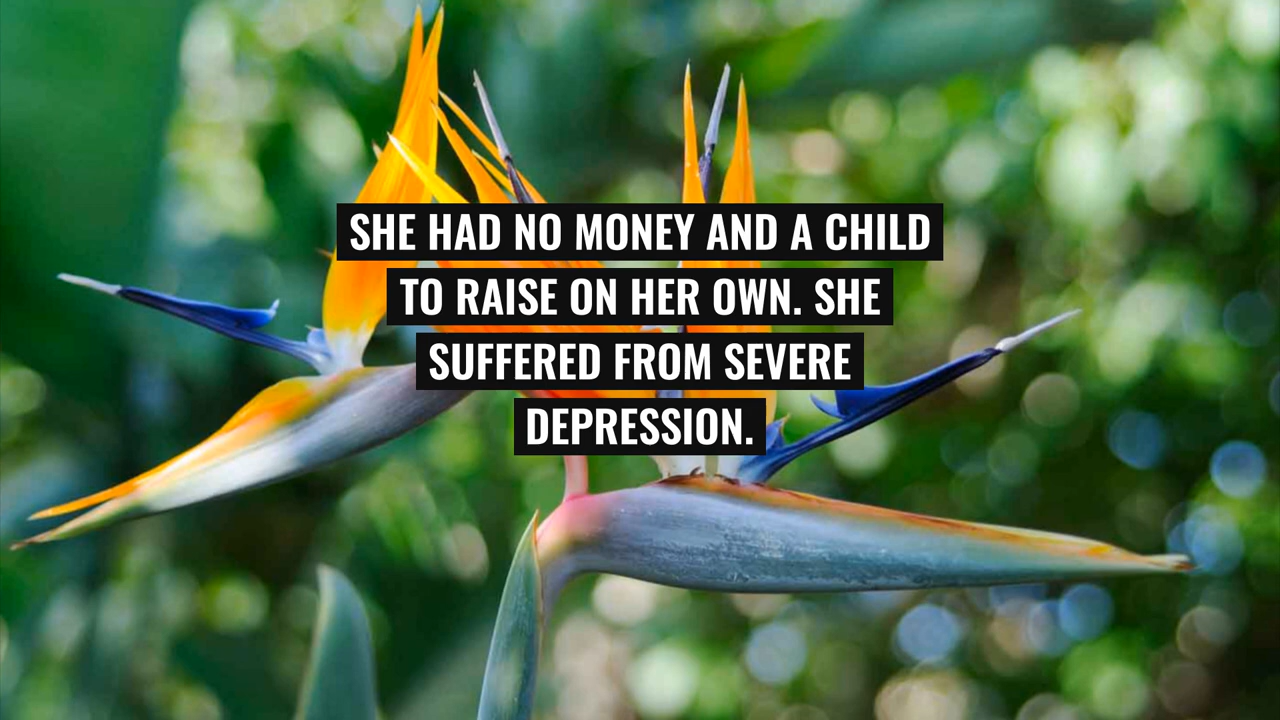 SHE HAD NO MONEY AND A CHILD
TO RAISE ON HER OWN. SHE
SUFFERED FROM SEVERE
DEPRESSION.